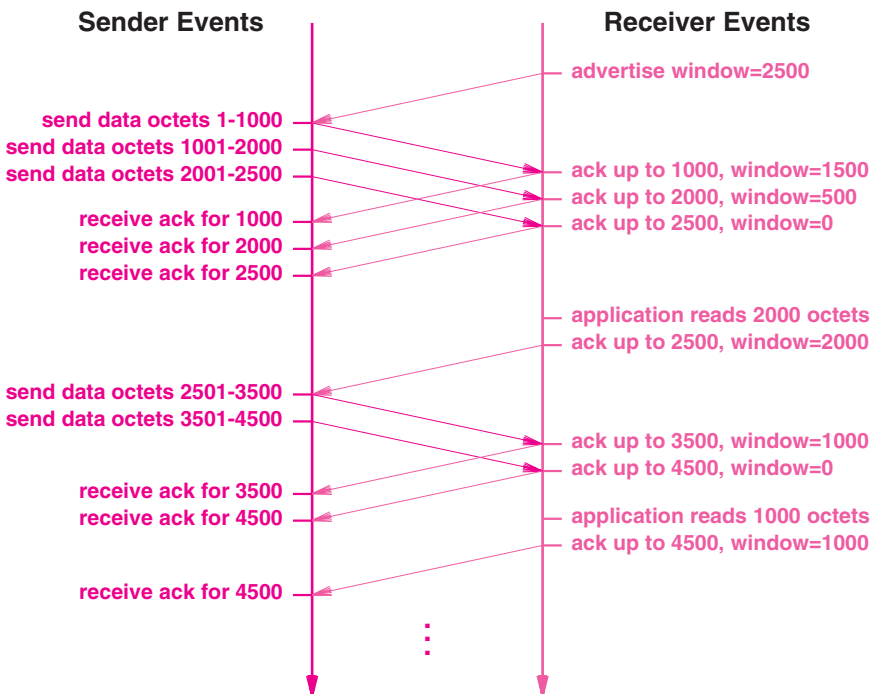 Sender Events
Receiver Events
advertise window=2500
send data octets 1-1000
send data octets 1001-2000
send data octets 2001-2500
ack up to 1000, window=1500
ack up to 2000, window=500
ack up to 2500, window=0
receive ack for 1000
receive ack for 2000
receive ack for 2500
application reads 2000 octets
ack up to 2500, window=2000
send data octets 2501-3500
send data octets 3501-4500
ack up to 3500, window=1000
ack up to 4500, window=0
receive ack for 3500
receive ack for 4500
application reads 1000 octets
ack up to 4500, window=1000
receive ack for 4500